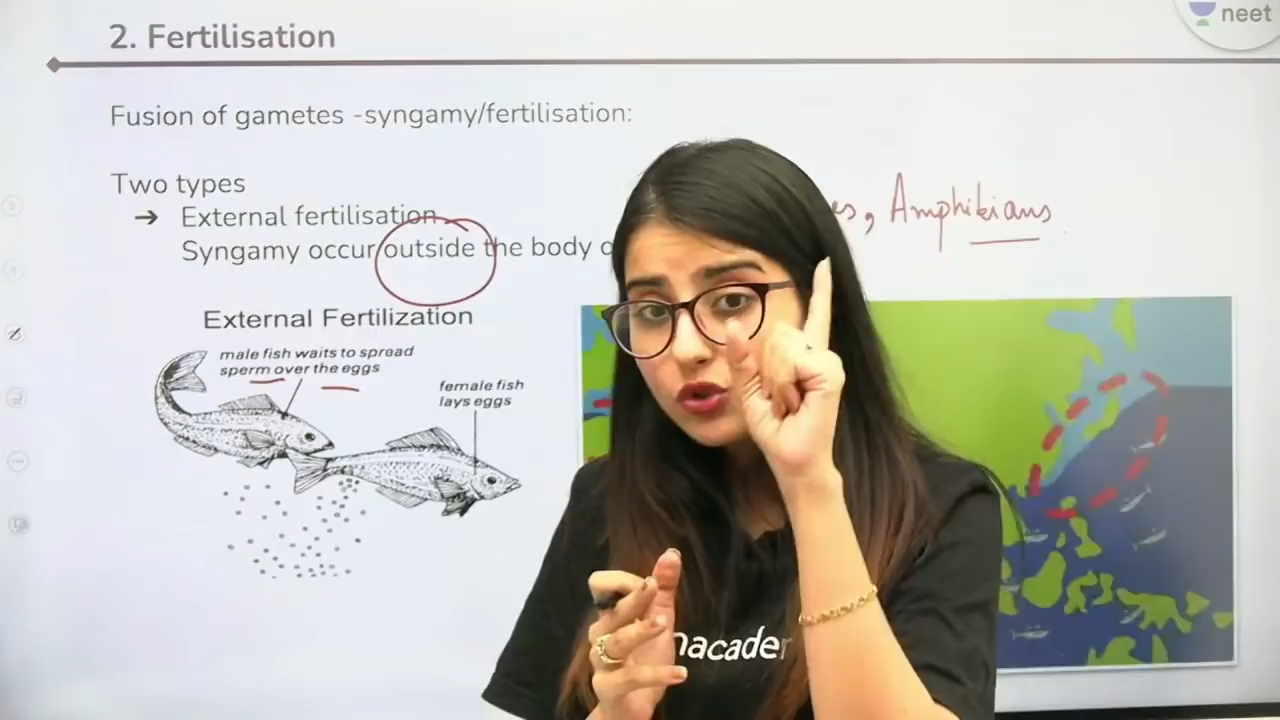 2. Fertilisation
neet
Fusion of gametes -syngamy/fertilisation:
Two types
➔ External fertilisation
Syngamy occur outside the body
, Amphibians
External Fertilization
male fish waits to spread
sperm over the eggs
female fish
lays eggs